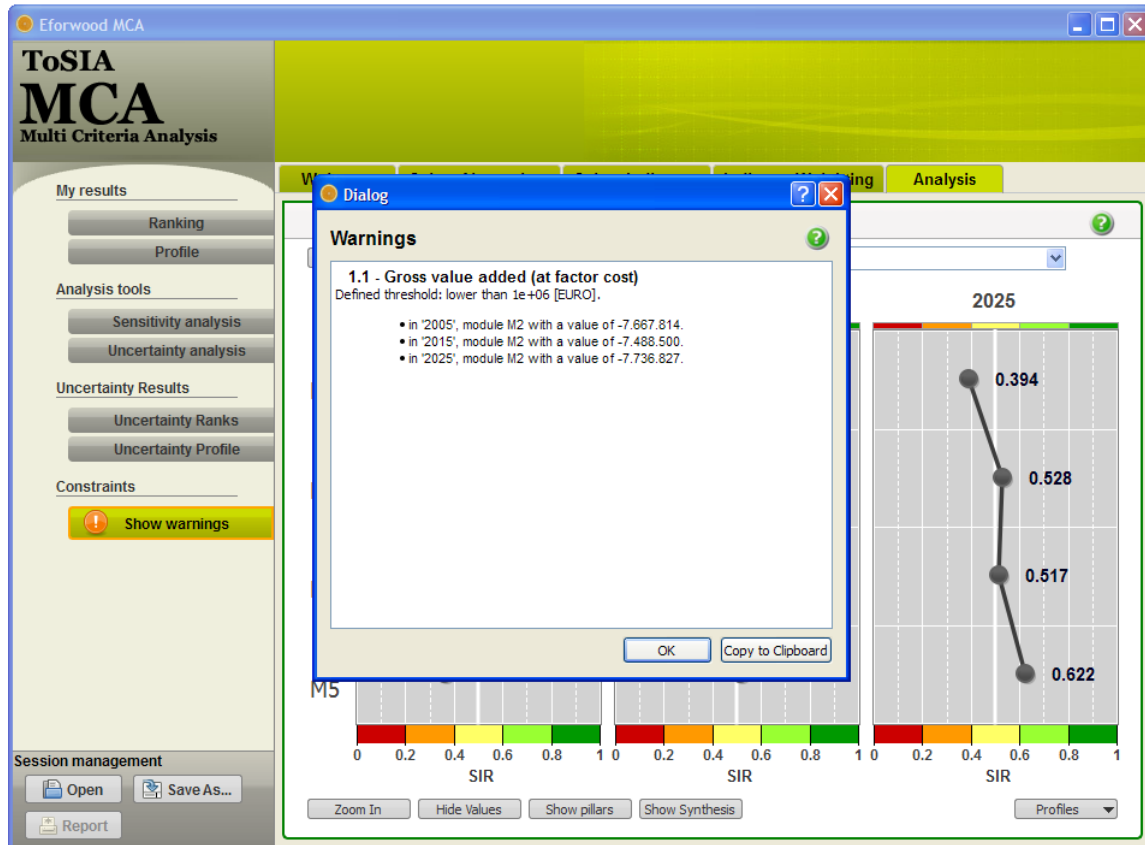 Eforwood MCA
ToSIA
MCA
Multi Criteria Analysis
My results
Ranking
Profile
Analysis tools
Sensitivity analysis
Uncertainty analysis
Uncertainty Results
Uncertainty Ranks
Uncertainty Profile
Constraints
Show warnings
Session management
Open
Save As...
Report
Analysis
Dialog
Warnings
1.1 - Gross value added (at factor cost)
Defined threshold: lower than 1e+06 [EURO].
• in '2005', module M2 with a value of -7.667.814.
• in '2015', module M2 with a value of -7.488.500.
• in '2025', module M2 with a value of -7.736.827.
OK
Copy to Clipboard
2025
0.394
0.528
0.517
0.622
M5
0 0.2 0.4 0.6 0.8 1
SIR
0 0.2 0.4 0.6 0.8 1
SIR
0 0.2 0.4 0.6 0.8 1
SIR
Zoom In
Hide Values
Show pillars
Show Synthesis
Profiles